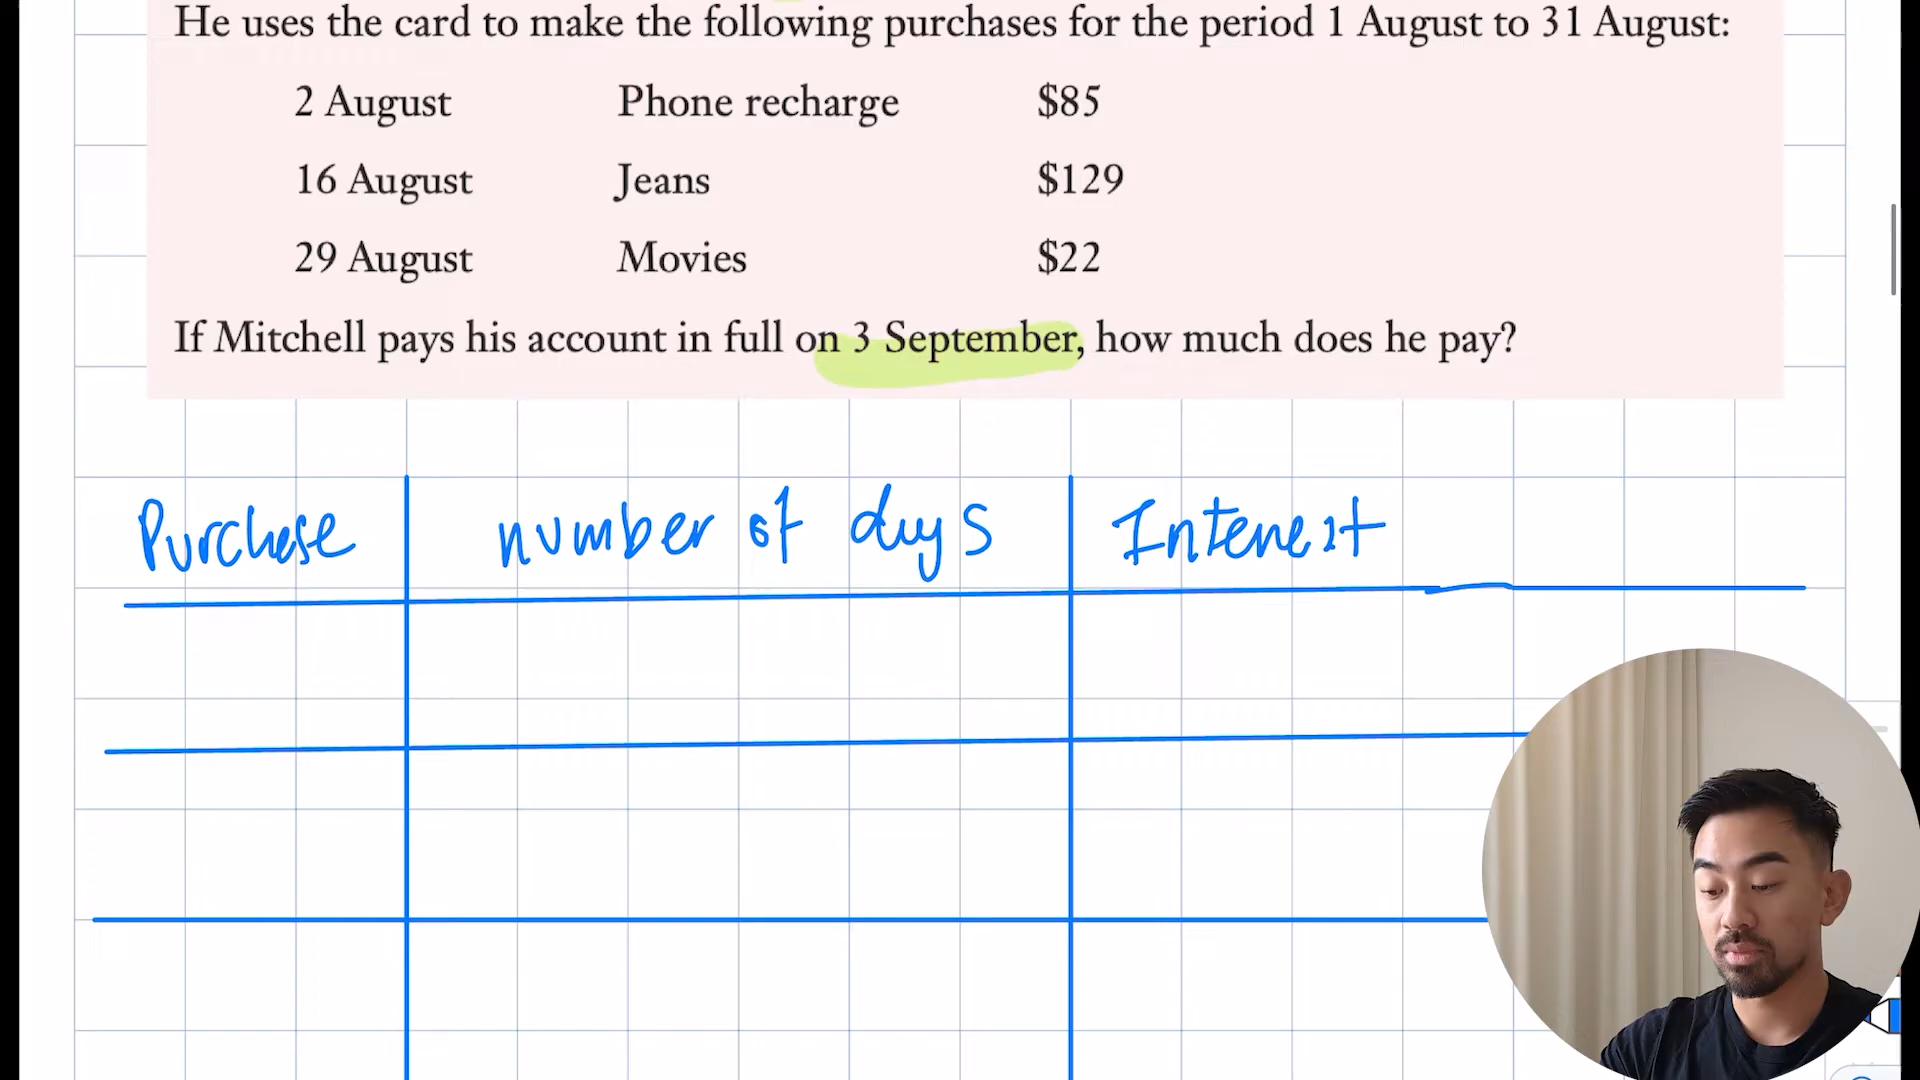 He uses the card to make the following purchases for the period 1 August to 31 August:
2 August Phone recharge $85
16 August Jeans $129
29 August Movies $22
If Mitchell pays his account in full on 3 September, how much does he pay?
Purchase number of days Interest